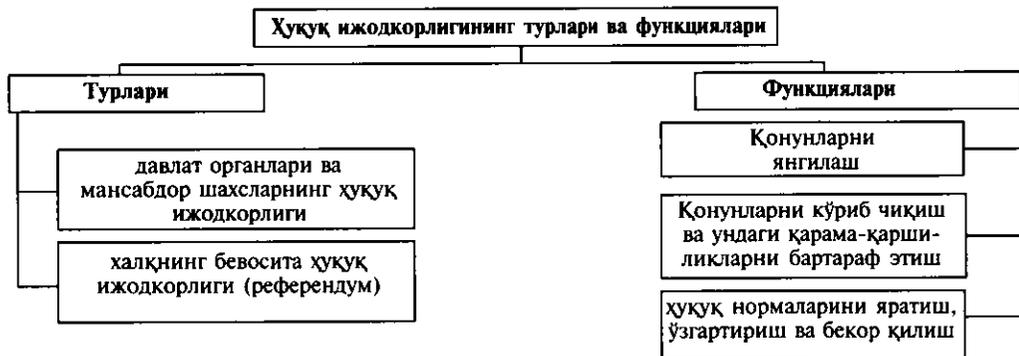 Ҳуқуқ ижодкорлигининг турлари ва функциялари
Турлари
давлат органлари ва
мансабдор шахсларнинг ҳуқуқ
ижодкорлиги
халқнинг бевосита ҳуқуқ
ижодкорлиги (референдум)
Функциялари
Қонунларни
янгилаш
Қонунларни кўриб чиқиш
ва ундаги қарама-қарши-
ликларни бартараф этиш
ҳуқуқ нормаларини яратиш,
ўзгартириш ва бекор қилиш